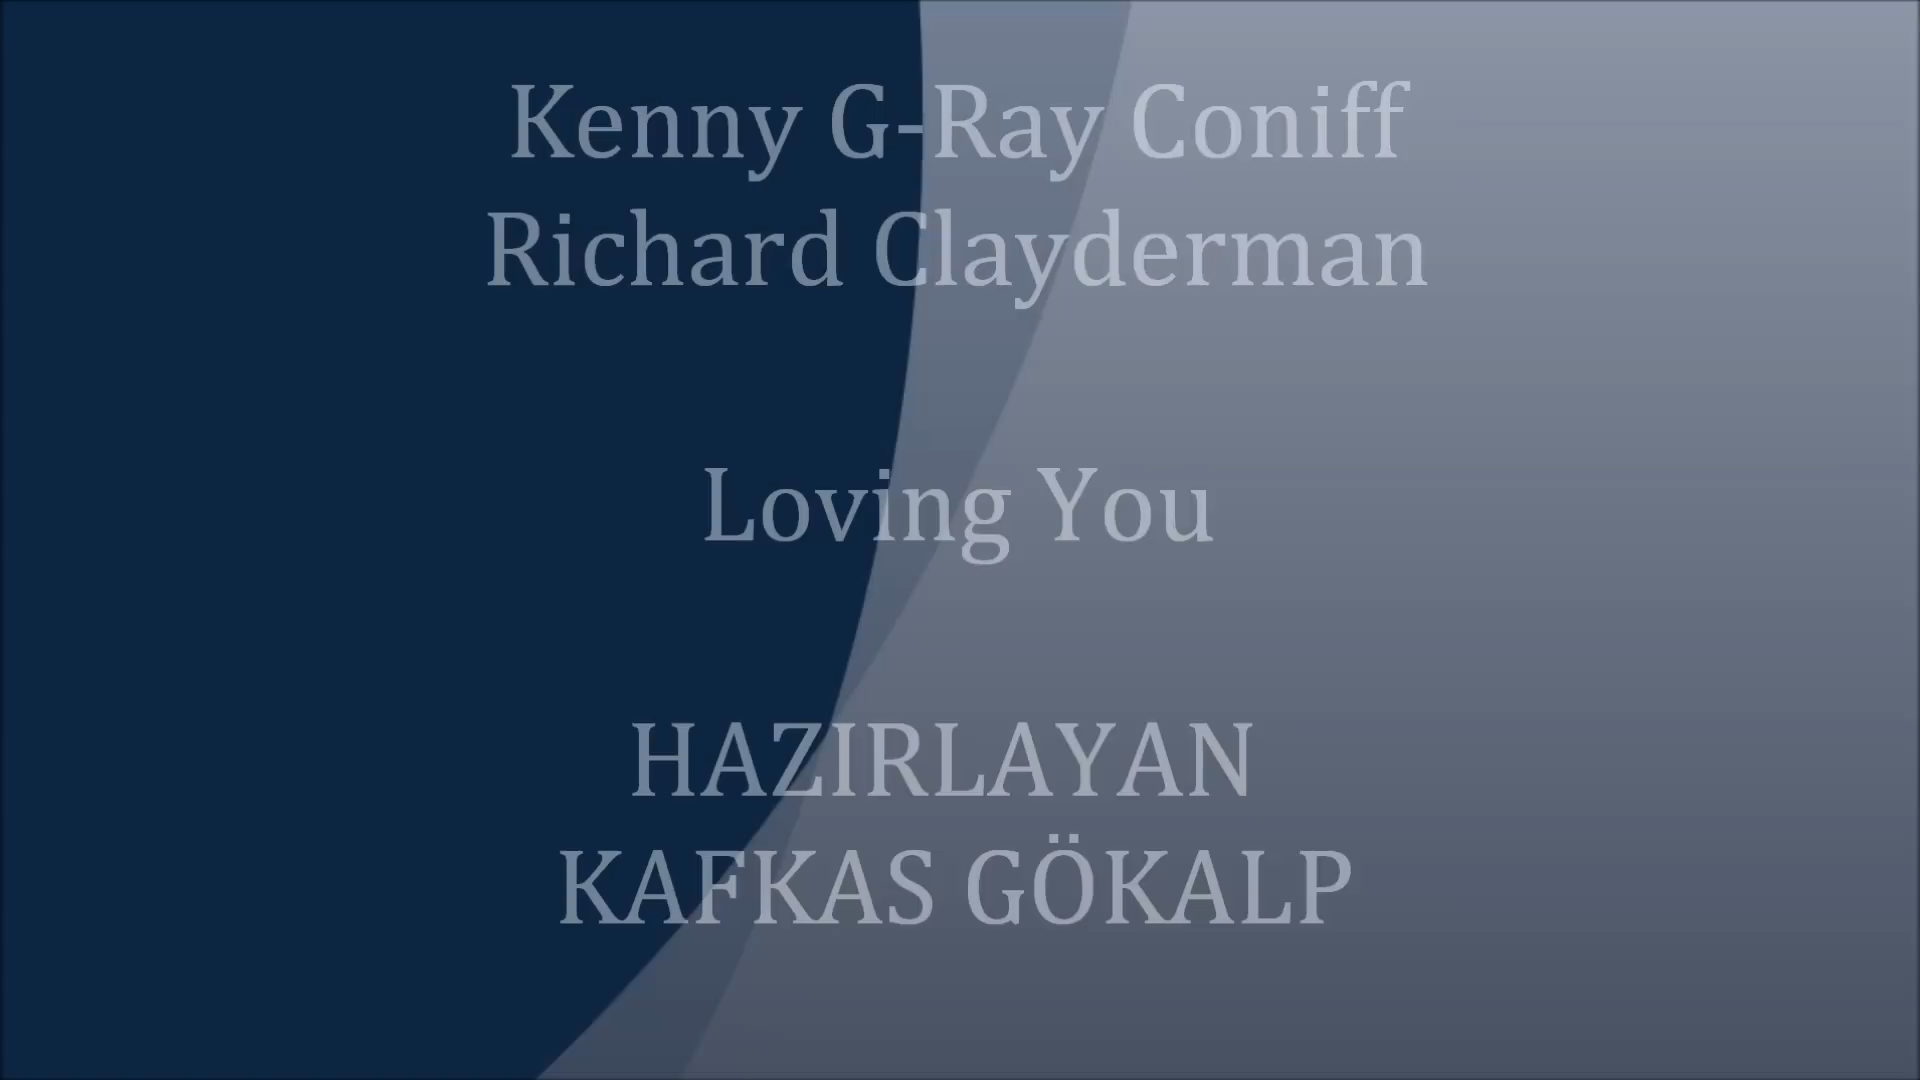 Kenny G-Ray Coniff
Richard Clayderman
Loving You
HAZIRLAYAN
KAFKAS GÖKALP